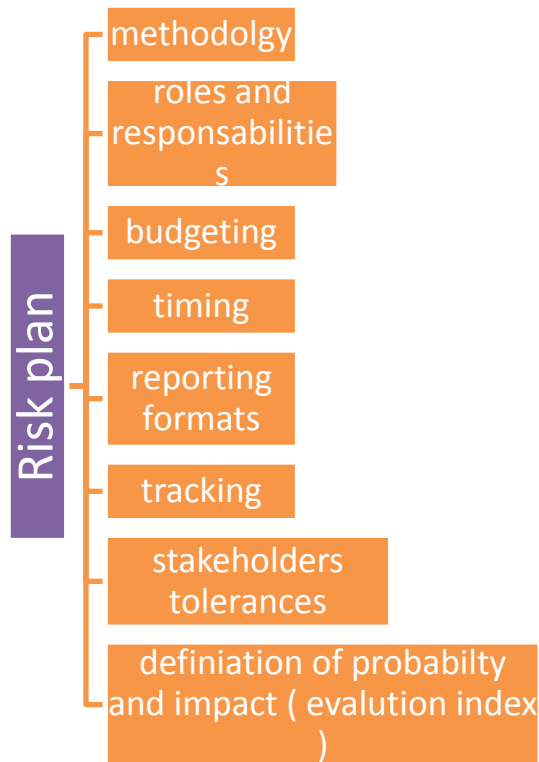 Risk plan
methodolgy
roles and
responsabilitie
s
budgeting
timing
reporting
formats
tracking
stakeholders
tolerances
definiation of probabilty
and impact ( evalution index
)